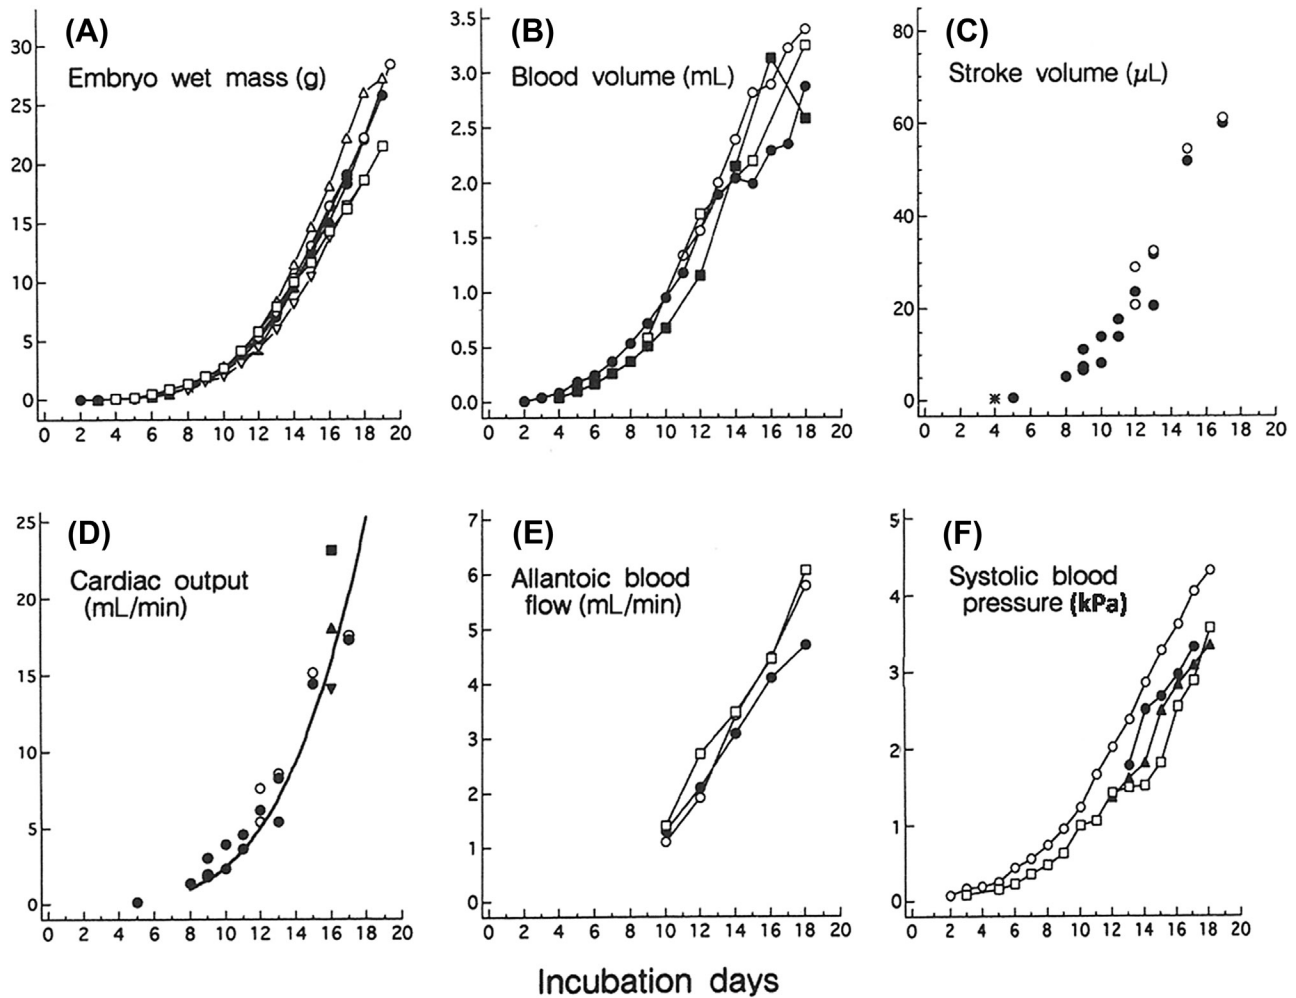 (A)
Embryo wet mass (g)
30
25
20
15
10
5
0
0 2 4 6 8 10 12 14 16 18 20
(B)
Blood volume (mL)
3.5
3.0
2.5
2.0
1.5
1.0
0.5
0.0
0 2 4 6 8 10 12 14 16 18 20
(C)
Stroke volume (μL)
80
60
40
20
0
0 2 4 6 8 10 12 14 16 18 20
(D)
Cardiac output
(mL/min)
25
20
15
10
5
0
0 2 4 6 8 10 12 14 16 18 20
(E)
Allantoic blood
flow (mL/min)
7
6
5
4
3
2
1
0
0 2 4 6 8 10 12 14 16 18 20
(F)
Systolic blood
pressure (kPa)
5
4
3
2
1
0
0 2 4 6 8 10 12 14 16 18 20
Incubation days